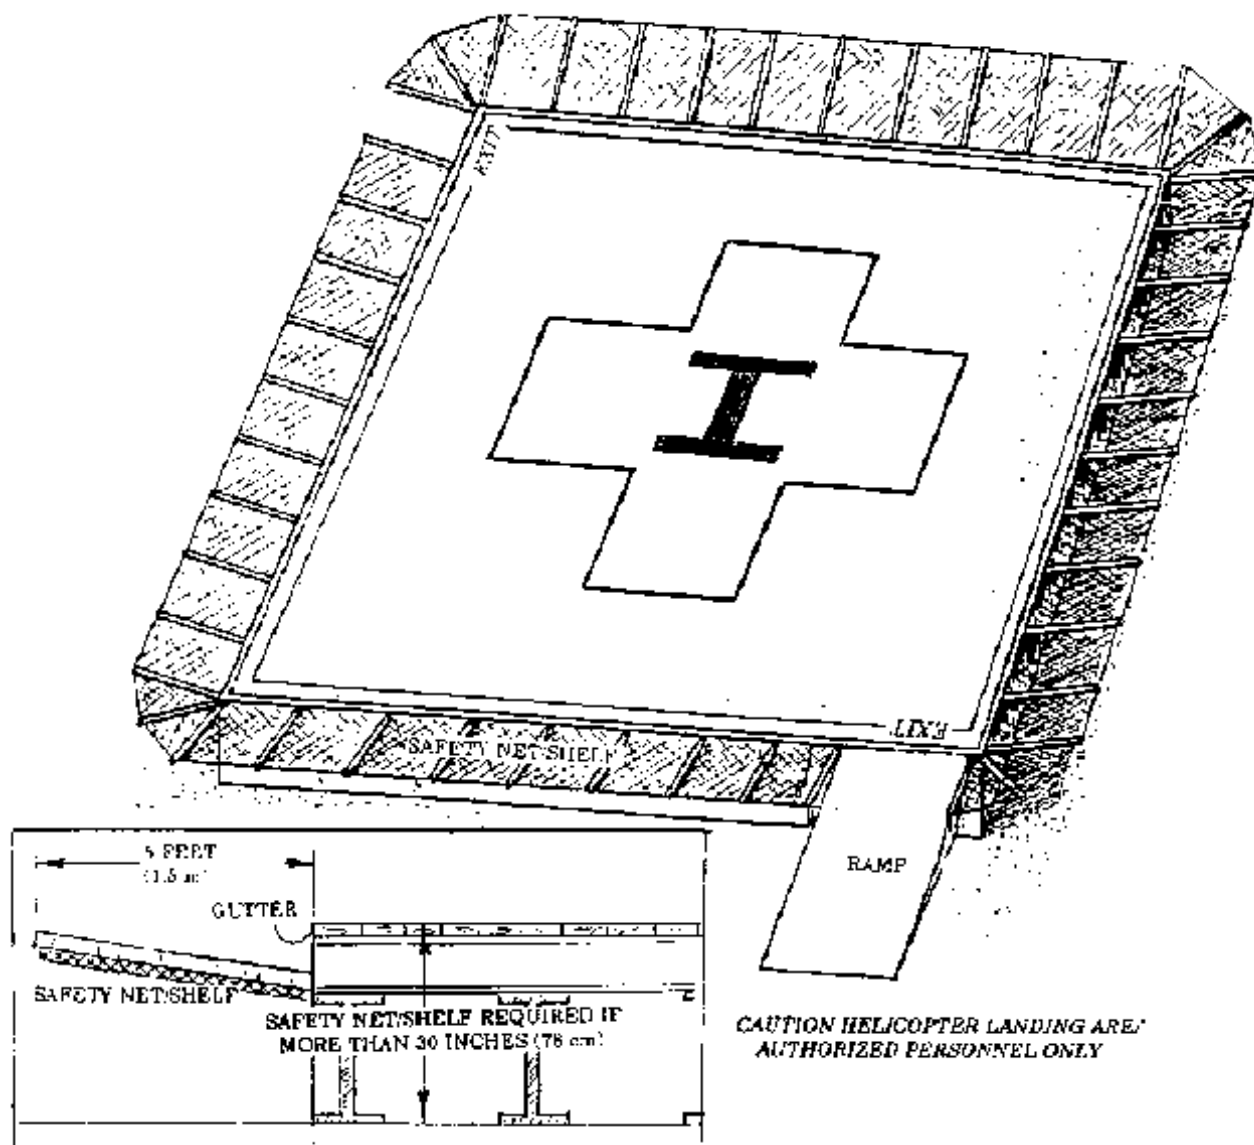 EXIT
EXIT
SAFETY NET/SHELF
RAMP
5 FEET
(1.5 m)
GUTTER
SAFETY NET/SHELF
SAFETY NET/SHELF REQUIRED IF
MORE THAN 30 INCHES (76 cm)
CAUTION HELICOPTER LANDING AREA
AUTHORIZED PERSONNEL ONLY